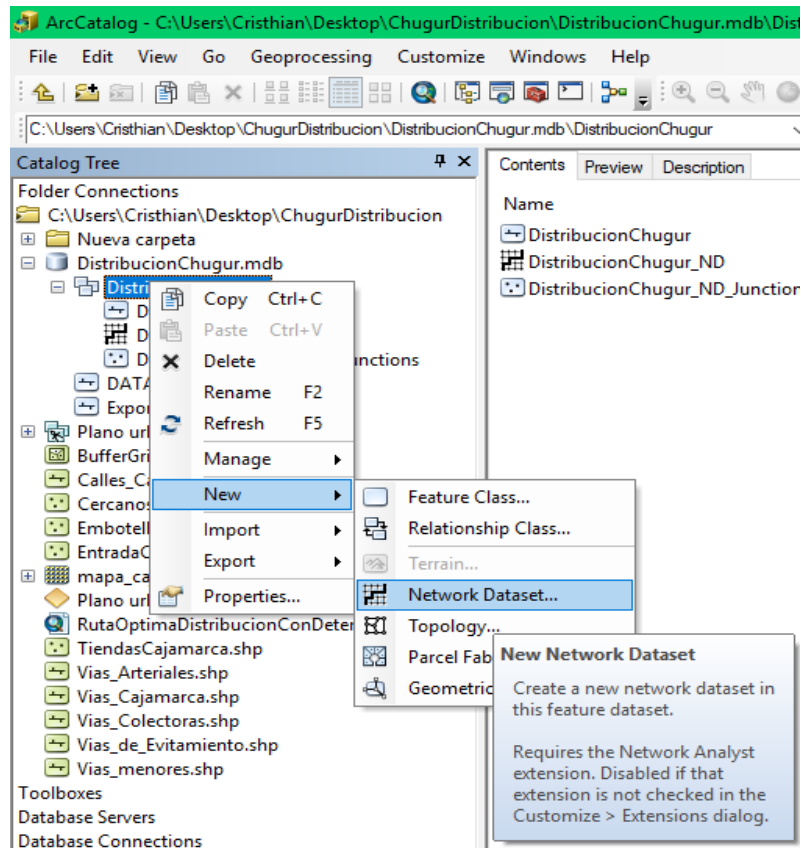 ArcCatalog - C:\Users\Cristhian\Desktop\ChugurDistribucion\DistribucionChugur.mdb\Dist
File Edit View Go Geoprocessing Customize Windows Help
C:\Users\Cristhian\Desktop\ChugurDistribucion\DistribucionChugur.mdb\DistribucionChugur
Catalog Tree
Folder Connections
C:\Users\Cristhian\Desktop\ChugurDistribucion
Nueva carpeta
DistribucionChugur.mdb
Distri
D
D
D nctions
DATA
Expor
Plano url
BufferGri
Calles_Ca
Cercanos
Embotell
EntradaC
mapa_ca
Plano url
RutaOptimaDistribucionConDeter
TiendasCajamarca.shp
Vias_Arteriales.shp
Vias_Cajamarca.shp
Vias_Colectoras.shp
Vias_de_Evitamiento.shp
Vias_menores.shp
Toolboxes
Database Servers
Database Connections
Copy Ctrl+C
Paste Ctrl+V
Delete
Rename F2
Refresh F5
Manage
New
Import
Export
Properties...
Feature Class...
Relationship Class...
Terrain...
Network Dataset...
Topology...
Parcel Fab
Geometric
New Network Dataset
Create a new network dataset in
this feature dataset.
Requires the Network Analyst
extension. Disabled if that
extension is not checked in the
Customize > Extensions dialog.
Contents Preview Description
Name
DistribucionChugur
DistribucionChugur_ND
DistribucionChugur_ND_Junction